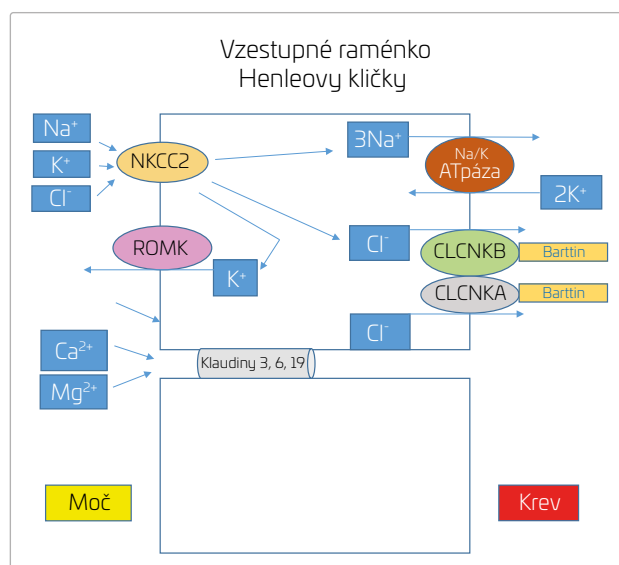 Vzestupné raménko
Henleovy kličky
Na⁺
K⁺
Cl⁻
NKCC2
3Na⁺
Na/K
ATpáza
2K⁺
ROMK
K⁺
Cl⁻
CLCNKB
Barttin
CLCNKA
Barttin
Cl⁻
Ca²⁺
Mg²⁺
Klaudiny 3, 6, 19
Moč
Krev